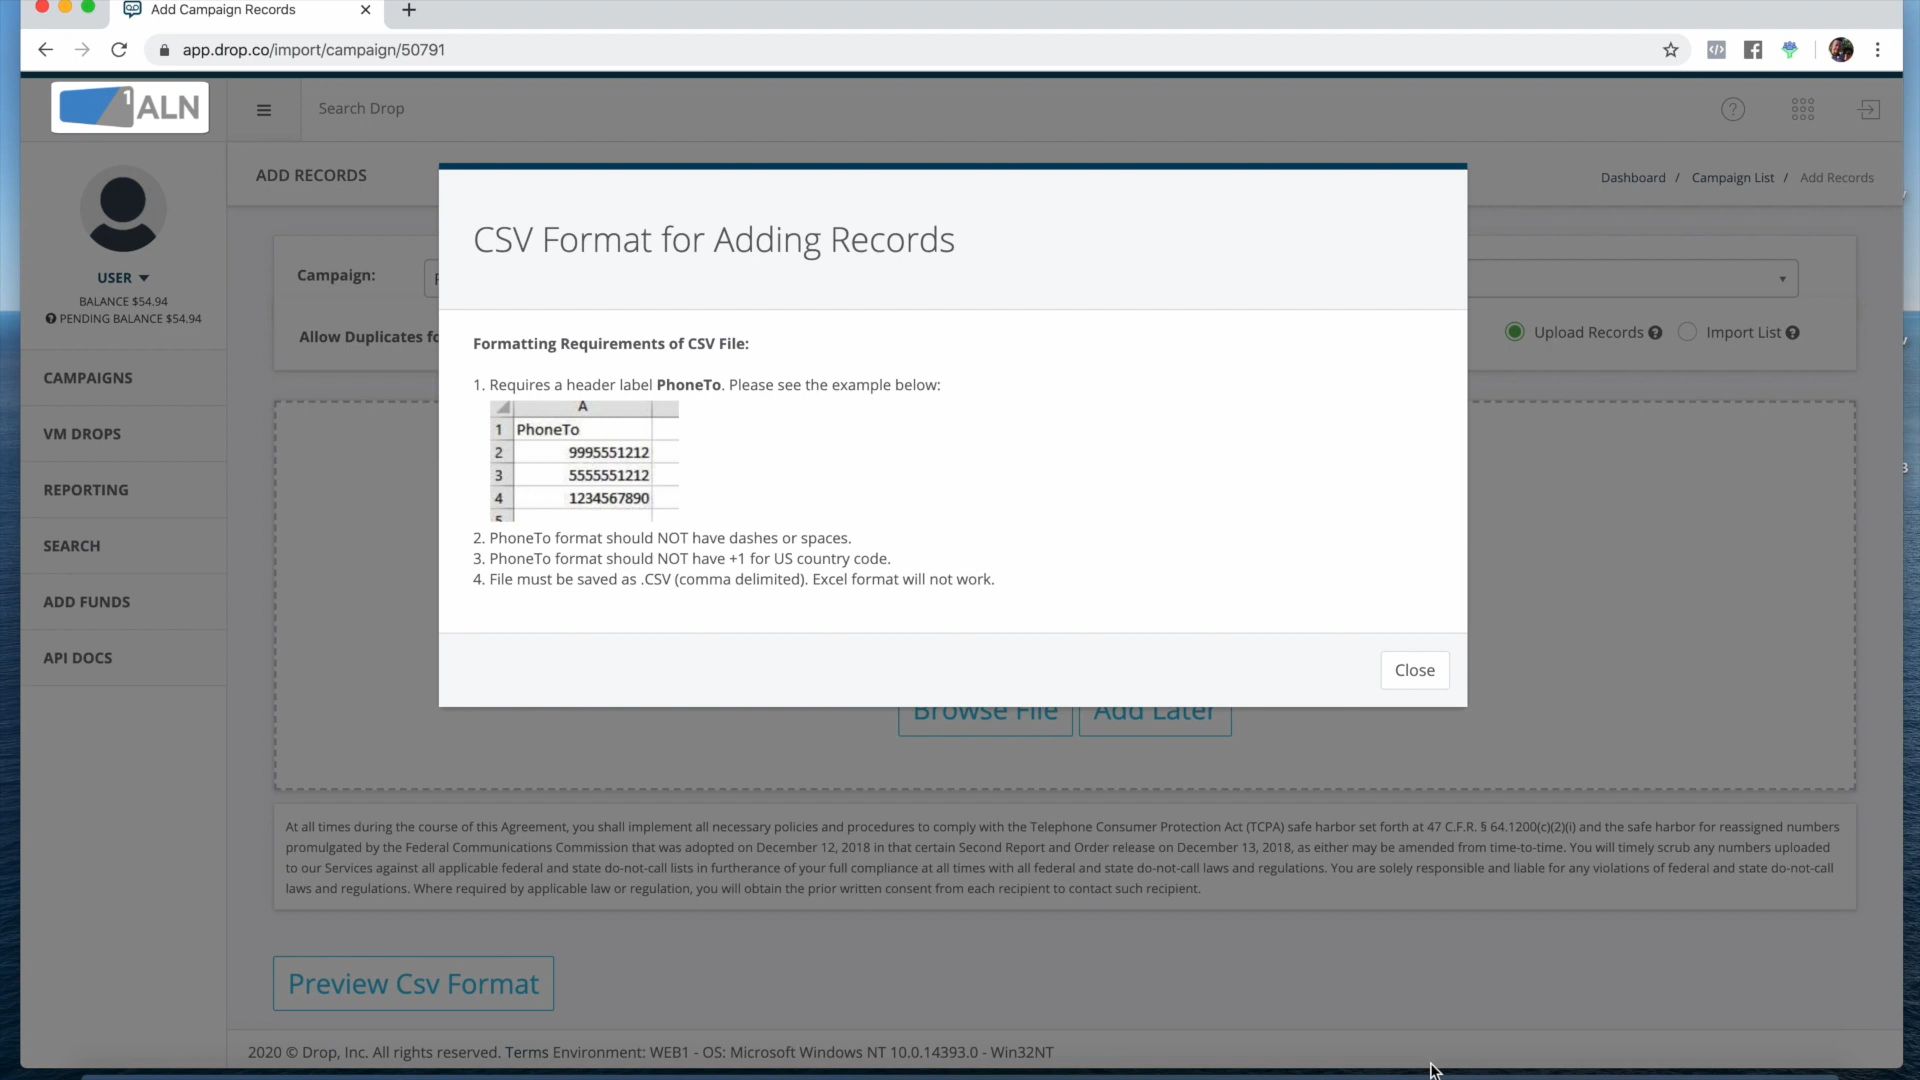 Add Campaign Records
app.drop.co/import/campaign/50791
1ALN
Search Drop
ADD RECORDS
Dashboard / Campaign List / Add Records
USER
BALANCE $54.94
PENDING BALANCE $54.94
CAMPAIGNS
VM DROPS
REPORTING
SEARCH
ADD FUNDS
API DOCS
Campaign:
Allow Duplicates fo
Upload Records
Import List
CSV Format for Adding Records
Formatting Requirements of CSV File:
1. Requires a header label PhoneTo. Please see the example below:
A
1 PhoneTo
2 9995551212
3 5555551212
4 1234567890
5
2. PhoneTo format should NOT have dashes or spaces.
3. PhoneTo format should NOT have +1 for US country code.
4. File must be saved as .CSV (comma delimited). Excel format will not work.
Close
Browse File
Add Later
At all times during the course of this Agreement, you shall implement all necessary policies and procedures to comply with the Telephone Consumer Protection Act (TCPA) safe harbor set forth at 47 C.F.R. § 64.1200(c)(2)(i) and the safe harbor for reassigned numbers
promulgated by the Federal Communications Commission that was adopted on December 12, 2018 in that certain Second Report and Order release on December 13, 2018, as either may be amended from time-to-time. You will timely scrub any numbers uploaded
to our Services against all applicable federal and state do-not-call lists in furtherance of your full compliance at all times with all federal and state do-not-call laws and regulations. You are solely responsible and liable for any violations of federal and state do-not-call
laws and regulations. Where required by applicable law or regulation, you will obtain the prior written consent from each recipient to contact such recipient.
Preview Csv Format
2020 © Drop, Inc. All rights reserved. Terms Environment: WEB1 - OS: Microsoft Windows NT 10.0.14393.0 - Win32NT